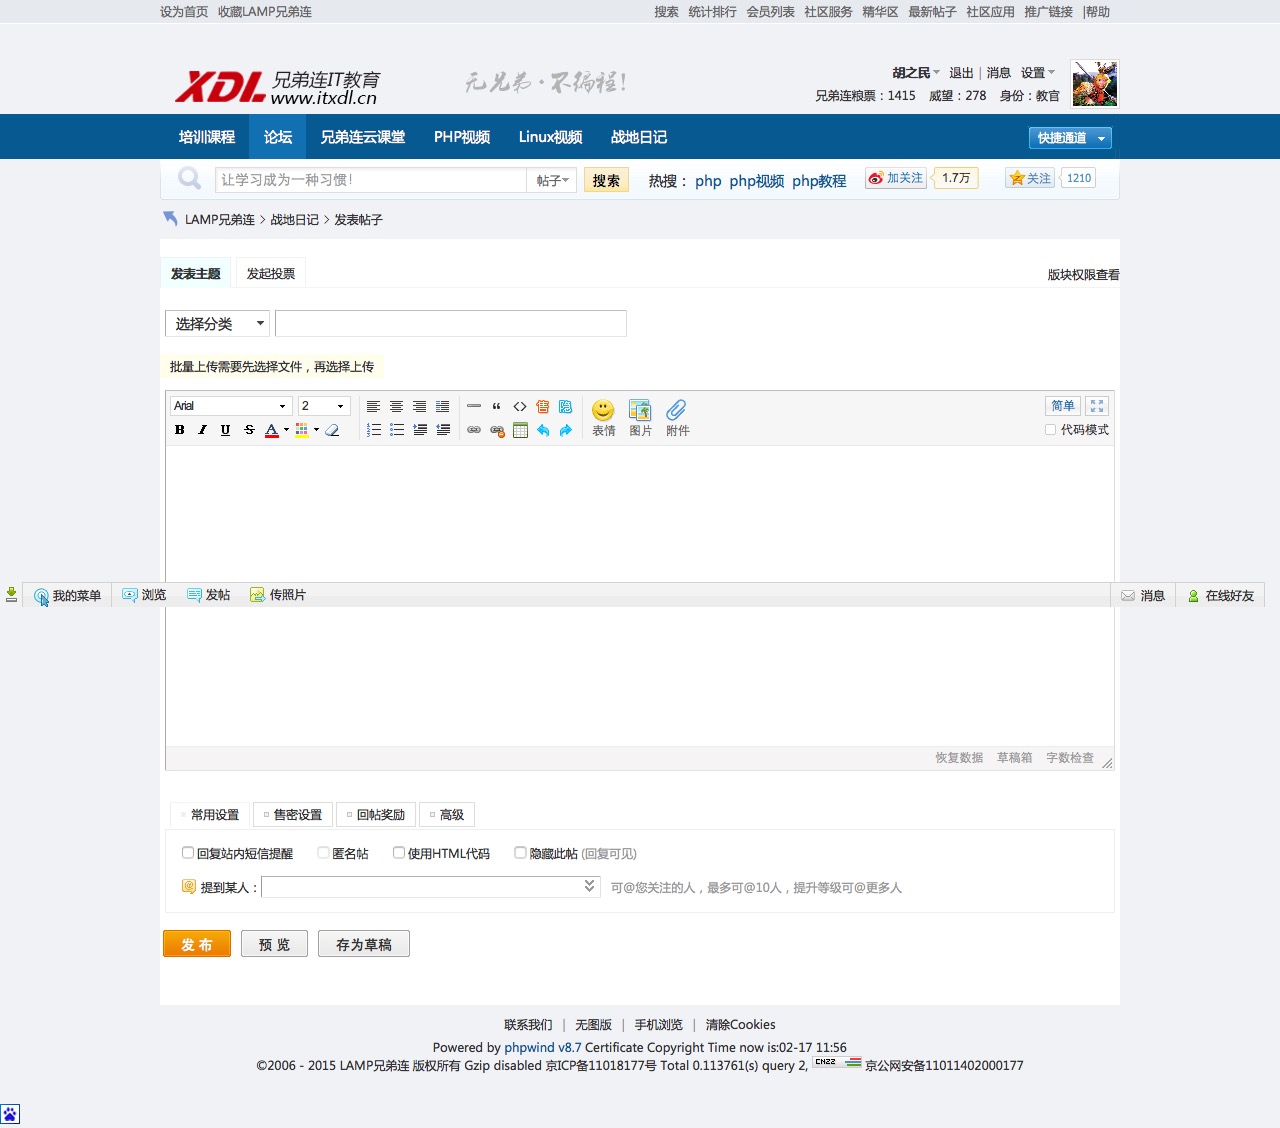 设为首页 收藏LAMP兄弟连 搜索 统计排行 会员列表 社区服务 精华区 最新帖子 社区应用 推广链接 |帮助
胡之民 退出 | 消息 设置
兄弟连粮票：1415 威望：278 身份：教官
XDL 兄弟连IT教育
www.itxdl.cn
无兄弟·不编程!
培训课程 论坛 兄弟连云课堂 PHP视频 Linux视频 战地日记 快捷通道
让学习成为一种习惯! 帖子 搜索 热搜： php php视频 php教程 加关注 1.7万 关注 1210
LAMP兄弟连 > 战地日记 > 发表帖子
发表主题 发起投票 版块权限查看
选择分类
批量上传需要先选择文件，再选择上传
Arial 2 简单
B I U S A 表情 图片 附件 代码模式
我的菜单 浏览 发帖 传照片 消息 在线好友
恢复数据 草稿箱 字数检查
常用设置 售密设置 回帖奖励 高级
回复站内短信提醒 匿名帖 使用HTML代码 隐藏此帖 (回复可见)
提到某人： 可@您关注的人，最多可@10人，提升等级可@更多人
发 布 预 览 存为草稿
联系我们 | 无图版 | 手机浏览 | 清除Cookies
Powered by phpwind v8.7 Certificate Copyright Time now is:02-17 11:56
©2006 - 2015 LAMP兄弟连 版权所有 Gzip disabled 京ICP备11018177号 Total 0.113761(s) query 2, CNZZ 京公网安备11011402000177